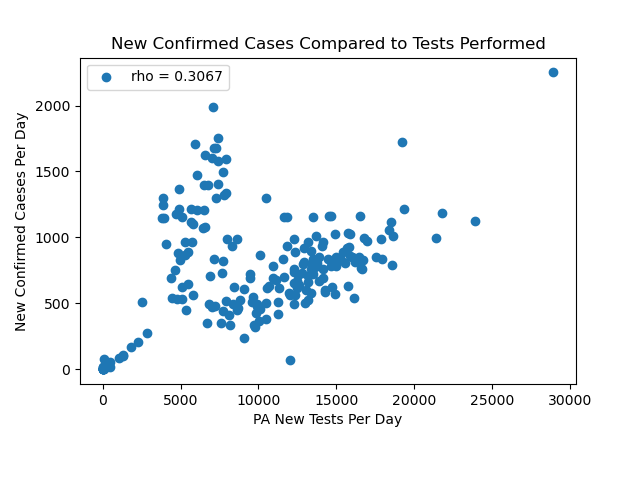 New Confirmed Cases Compared to Tests Performed
rho = 0.3067
New Confirmed Caeses Per Day
2000
1500
1000
500
0
0 5000 10000 15000 20000 25000 30000
PA New Tests Per Day